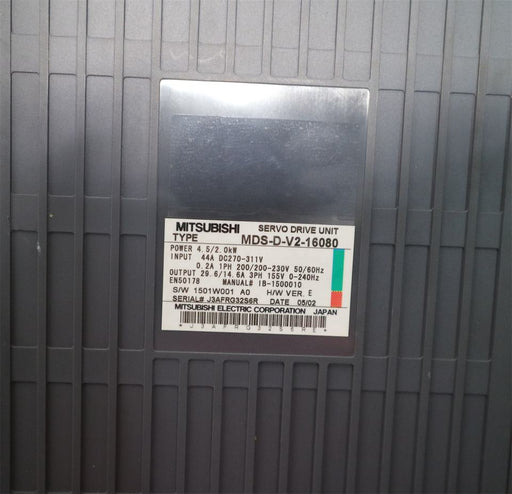 MITSUBISHI SERVO DRIVE UNIT
TYPE MDS-D-V2-16080
POWER 4.5/2.0kW
INPUT 44A DC270-311V
0.2A 1PH 200/200-230V 50/60Hz
OUTPUT 29.6/14.6A 3PH 155V 0-240Hz
EN50178 MANUAL# IB-1500010
S/W 1501W001 A0 H/W VER. E
SERIAL# J3AFRG32S6R DATE 05/02
MITSUBISHI ELECTRIC CORPORATION JAPAN
*J3AFRG32S6RE*